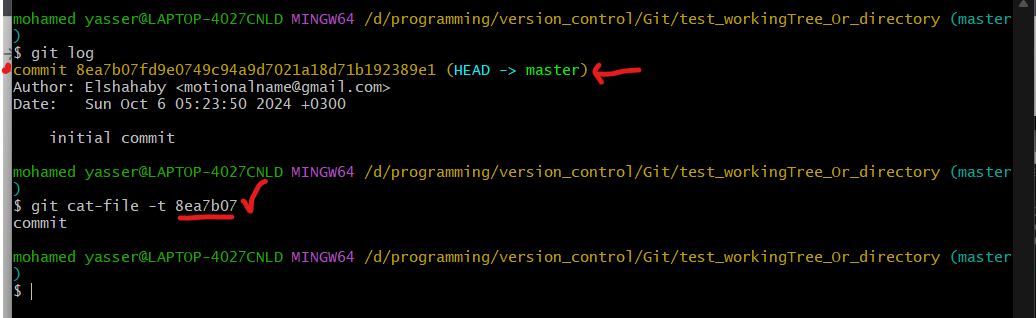 mohamed yasser@LAPTOP-4027CNLD MINGW64 /d/programming/version_control/Git/test_workingTree_Or_directory (master
)
$ git log
commit 8ea7b07fd9e0749c94a9d7021a18d71b192389e1 (HEAD -> master)
Author: Elshahaby <motionalname@gmail.com>
Date:   Sun Oct 6 05:23:50 2024 +0300
    initial commit
mohamed yasser@LAPTOP-4027CNLD MINGW64 /d/programming/version_control/Git/test_workingTree_Or_directory (master
)
$ git cat-file -t 8ea7b07
commit
mohamed yasser@LAPTOP-4027CNLD MINGW64 /d/programming/version_control/Git/test_workingTree_Or_directory (master
)
$